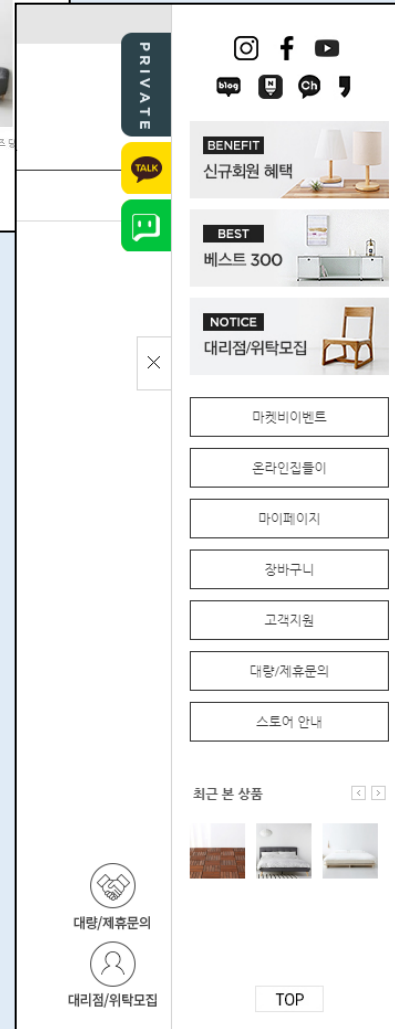 PRIVATE
TALK
blog
N
Ch
BENEFIT
신규회원 혜택
BEST
베스트 300
NOTICE
대리점/위탁모집
마켓비이벤트
온라인집들이
마이페이지
장바구니
고객지원
대량/제휴문의
스토어 안내
최근 본 상품
대량/제휴문의
대리점/위탁모집
TOP